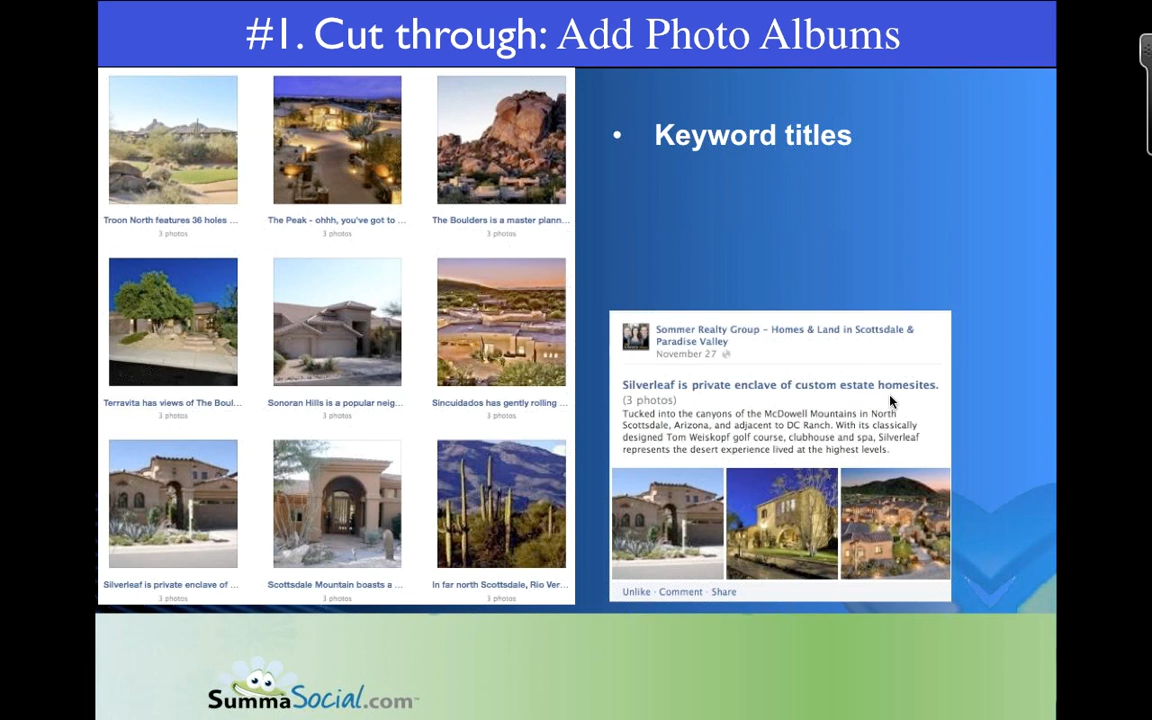 #1. Cut through: Add Photo Albums
Troon North features 36 holes ...
3 photos
The Peak - ohhh, you've got to ...
3 photos
The Boulders is a master plann...
3 photos
Terravita has views of The Boul...
3 photos
Sonoran Hills is a popular neig...
3 photos
Sincuidados has gently rolling ...
3 photos
Silverleaf is private enclave of ...
3 photos
Scottsdale Mountain boasts a ...
3 photos
In far north Scottsdale, Rio Ver...
3 photos
• Keyword titles
Sommer Realty Group – Homes & Land in Scottsdale &
Paradise Valley
November 27
Silverleaf is private enclave of custom estate homesites.
(3 photos)
Tucked into the canyons of the McDowell Mountains in North
Scottsdale, Arizona, and adjacent to DC Ranch. With its classically
designed Tom Weiskopf golf course, clubhouse and spa, Silverleaf
represents the desert experience lived at the highest levels.
Unlike · Comment · Share
SummaSocial.com™